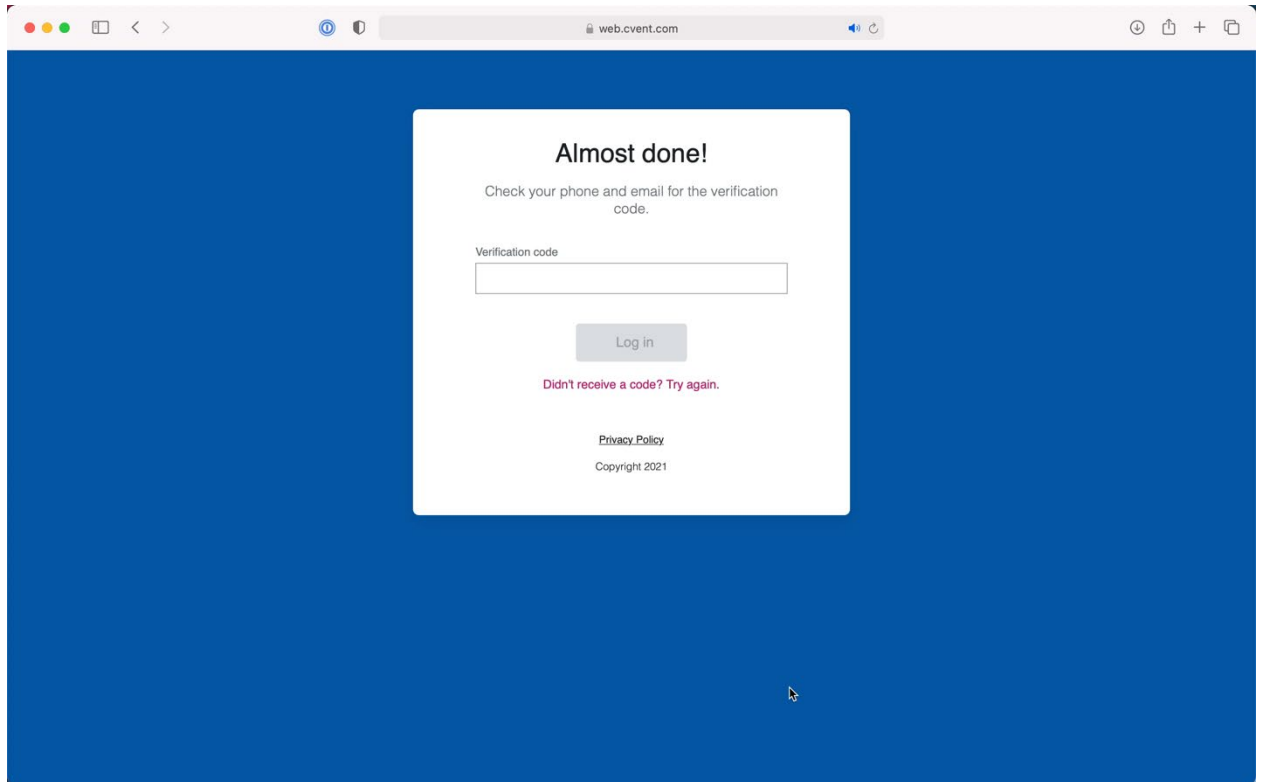 web.cvent.com
Almost done!
Check your phone and email for the verification
code.
Verification code
Log in
Didn't receive a code? Try again.
Privacy Policy
Copyright 2021